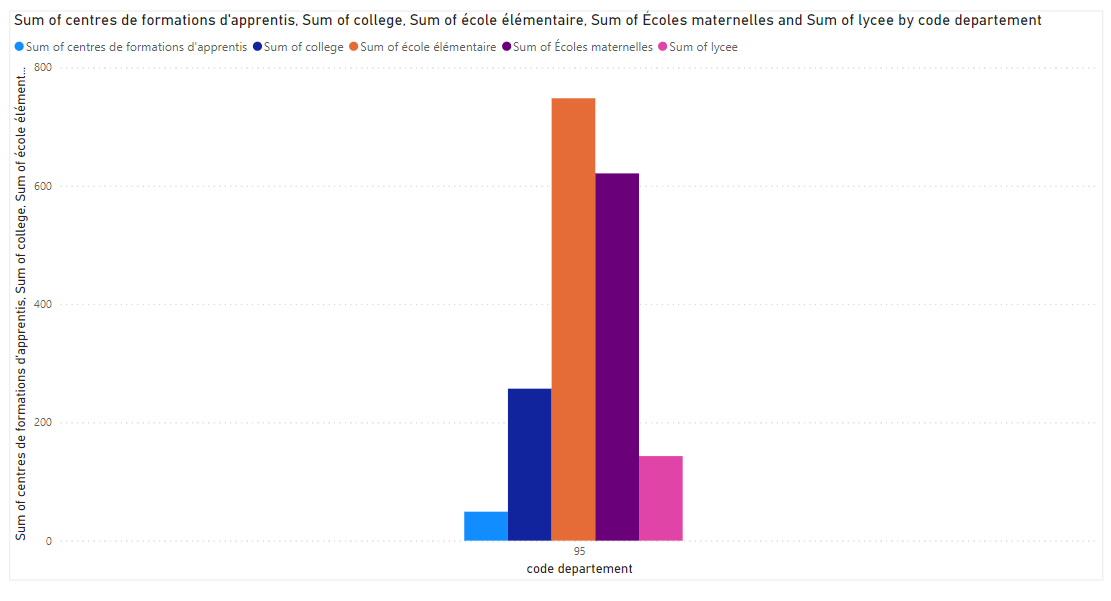 Sum of centres de formations d'apprentis, Sum of college, Sum of école élémentaire, Sum of Écoles maternelles and Sum of lycee by code departement
Sum of centres de formations d'apprentis Sum of college Sum of école élémentaire Sum of Écoles maternelles Sum of lycee
Sum of centres de formations d'apprentis, Sum of college, Sum of école élément...
800
600
400
200
0
95
code departement